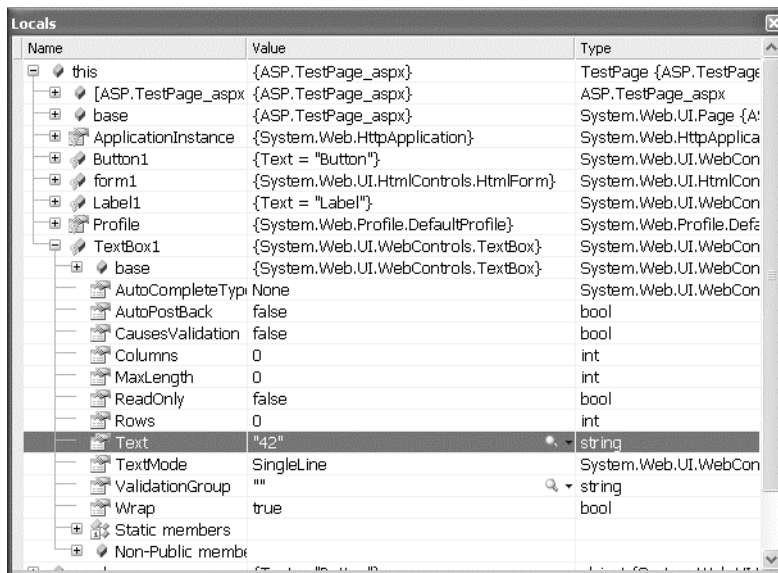 Locals
Name Value Type
this {ASP.TestPage_aspx} TestPage {ASP.TestPage
[ASP.TestPage_aspx {ASP.TestPage_aspx} ASP.TestPage_aspx
base {ASP.TestPage_aspx} System.Web.UI.Page {A
ApplicationInstance {System.Web.HttpApplication} System.Web.HttpApplica
Button1 {Text = "Button"} System.Web.UI.WebCon
form1 {System.Web.UI.HtmlControls.HtmlForm} System.Web.UI.HtmlCon
Label1 {Text = "Label"} System.Web.UI.WebCon
Profile {System.Web.Profile.DefaultProfile} System.Web.Profile.Defa
TextBox1 {System.Web.UI.WebControls.TextBox} System.Web.UI.WebCon
base {System.Web.UI.WebControls.TextBox} System.Web.UI.WebCon
AutoCompleteTyp None System.Web.UI.WebCon
AutoPostBack false bool
CausesValidation false bool
Columns 0 int
MaxLength 0 int
ReadOnly false bool
Rows 0 int
Text "42" string
TextMode SingleLine System.Web.UI.WebCon
ValidationGroup "" string
Wrap true bool
Static members
Non-Public membe